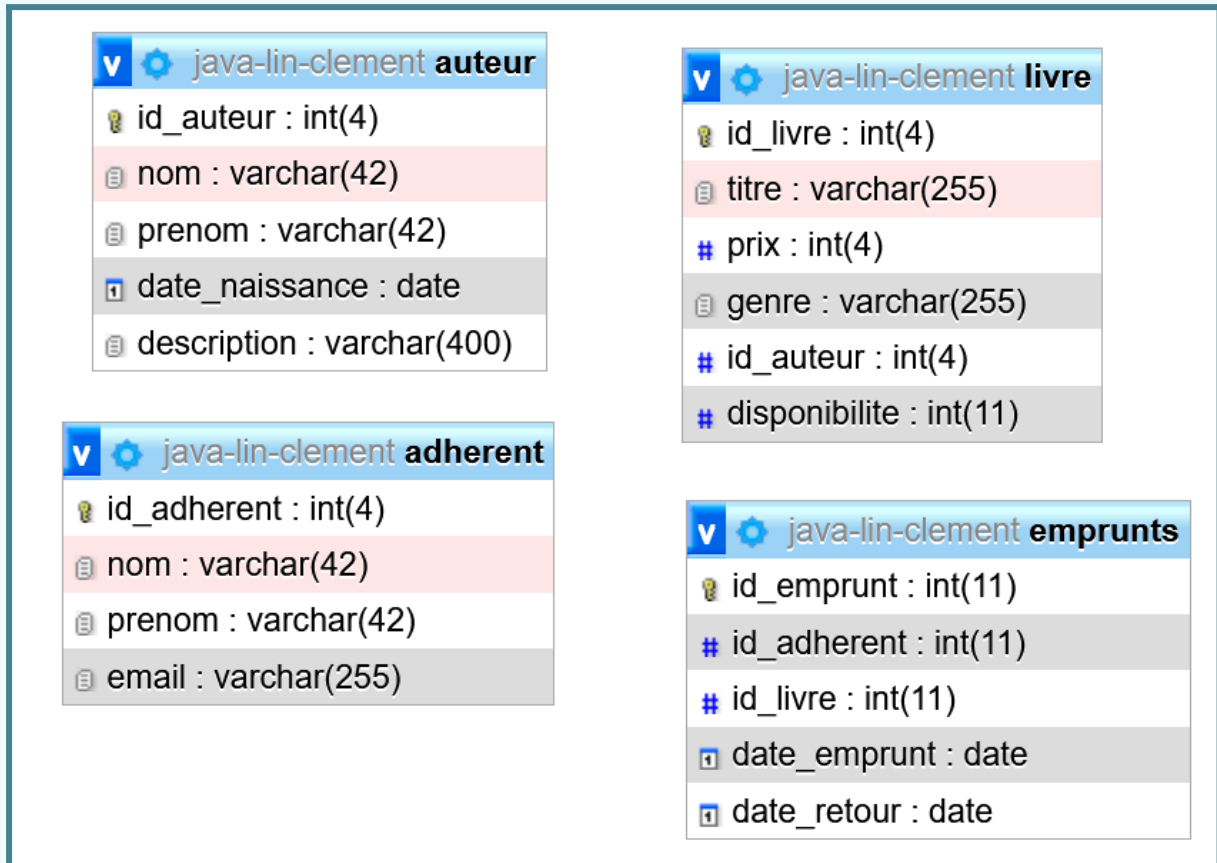 v java-lin-clement auteur
id_auteur : int(4)
nom : varchar(42)
prenom : varchar(42)
date_naissance : date
description : varchar(400)
v java-lin-clement livre
id_livre : int(4)
titre : varchar(255)
# prix : int(4)
genre : varchar(255)
# id_auteur : int(4)
# disponibilite : int(11)
v java-lin-clement adherent
id_adherent : int(4)
nom : varchar(42)
prenom : varchar(42)
email : varchar(255)
v java-lin-clement emprunts
id_emprunt : int(11)
# id_adherent : int(11)
# id_livre : int(11)
date_emprunt : date
date_retour : date